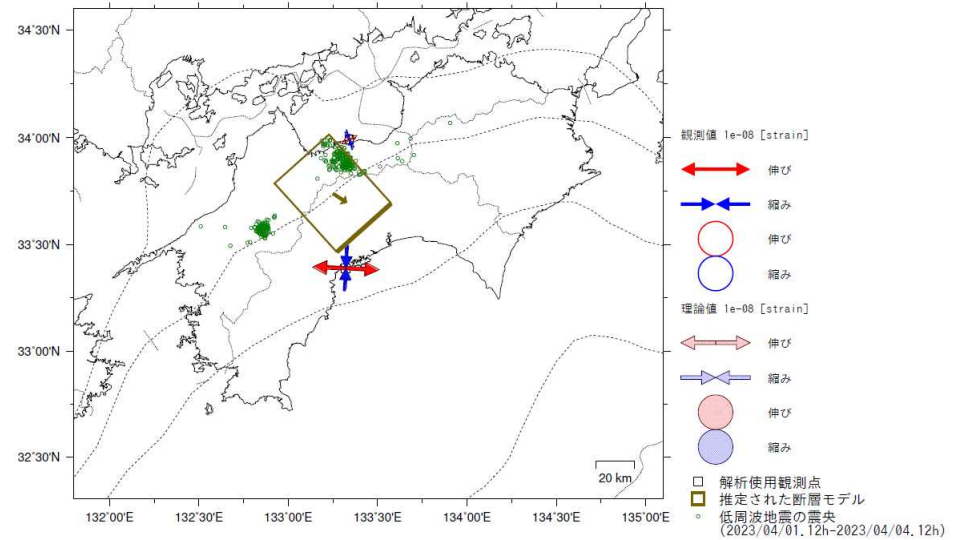 34°30'N
34°00'N
33°30'N
33°00'N
32°30'N
132°00'E 132°30'E 133°00'E 133°30'E 134°00'E 134°30'E 135°00'E
20 km
観測値 1e-08 [strain]
伸び
縮み
伸び
縮み
理論値 1e-08 [strain]
伸び
縮み
伸び
縮み
解析使用観測点
推定された断層モデル
低周波地震の震央
(2023/04/01.12h-2023/04/04.12h)